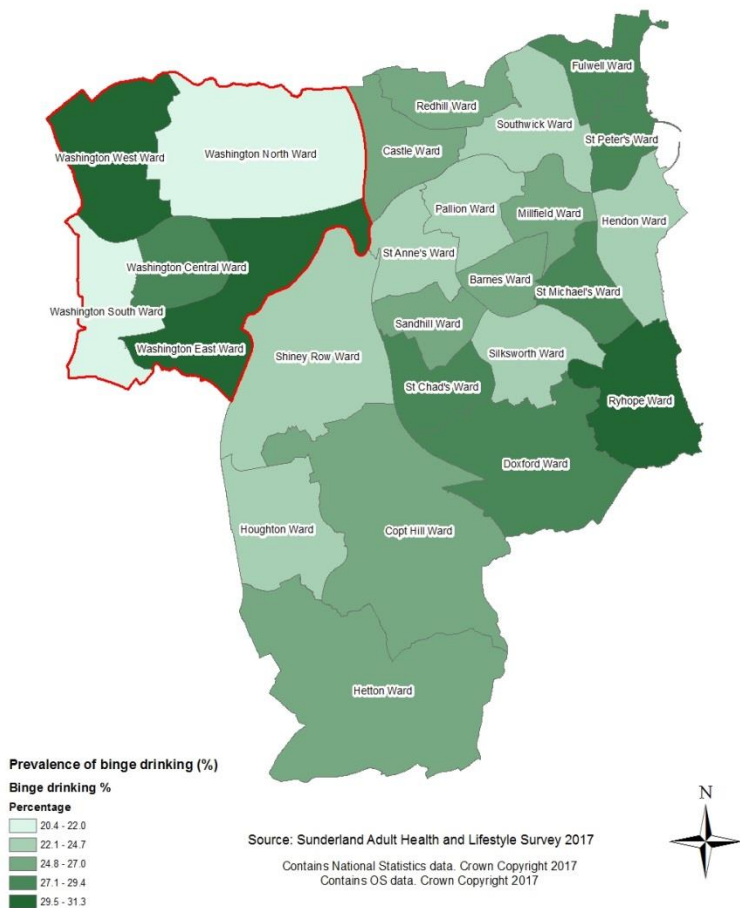 Fulwell Ward
Redhill Ward
Southwick Ward
St Peter's Ward
Washington West Ward
Washington North Ward
Castle Ward
Pallion Ward
Millfield Ward
Hendon Ward
St Anne's Ward
Washington Central Ward
Barnes Ward
St Michael's Ward
Washington South Ward
Sandhill Ward
Washington East Ward
Shiney Row Ward
Silksworth Ward
St Chad's Ward
Ryhope Ward
Doxford Ward
Houghton Ward
Copt Hill Ward
Hetton Ward
Prevalence of binge drinking (%)
Binge drinking %
Percentage
20.4 - 22.0
22.1 - 24.7
24.8 - 27.0
27.1 - 29.4
29.5 - 31.3
Source: Sunderland Adult Health and Lifestyle Survey 2017
Contains National Statistics data. Crown Copyright 2017
Contains OS data. Crown Copyright 2017
N